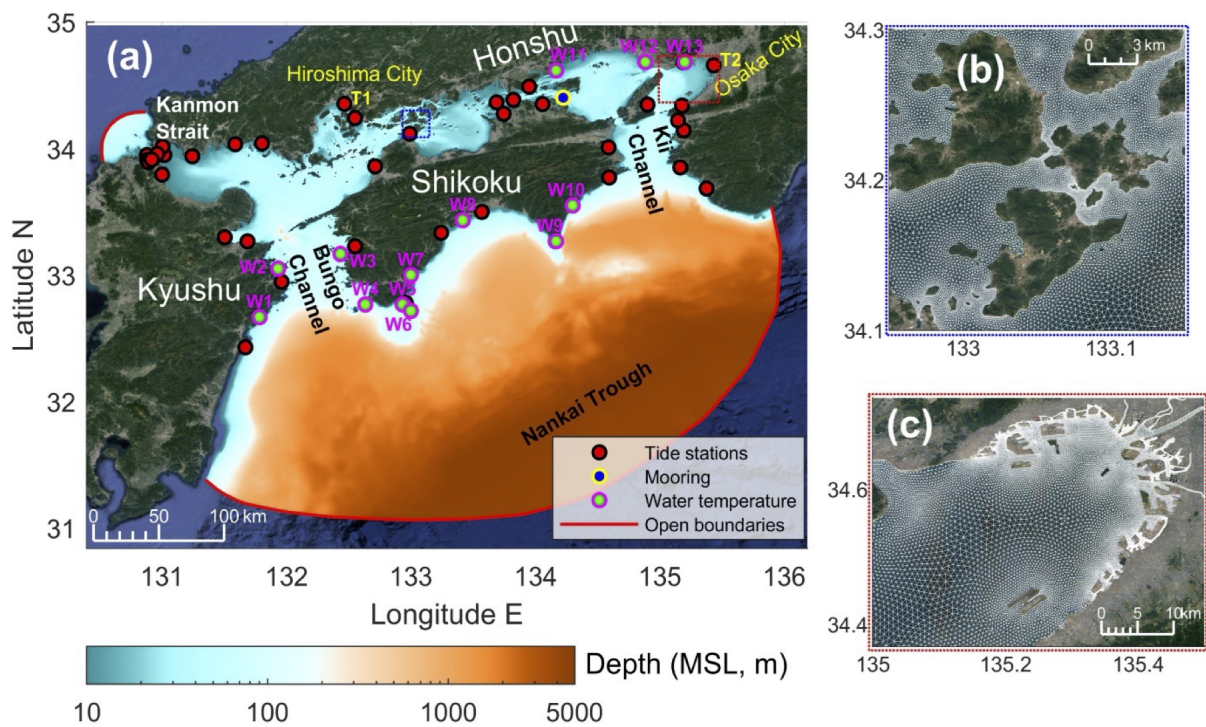 (a)
Honshu
Hiroshima City
Osaka City
T1
T2
Kanmon
Strait
Kii
Channel
Shikoku
Kyushu
Bungo
Channel
Nankai Trough
W1
W2
W3
W4
W5
W6
W7
W8
W9
W10
W11
W12
W13
Tide stations
Mooring
Water temperature
Open boundaries
0 50 100 km
35
34
33
32
31
Latitude N
131 132 133 134 135 136
Longitude E
Depth (MSL, m)
10 100 1000 5000
(b)
0 3 km
34.3
34.2
34.1
133 133.1
(c)
34.6
34.4
0 5 10km
135 135.2 135.4